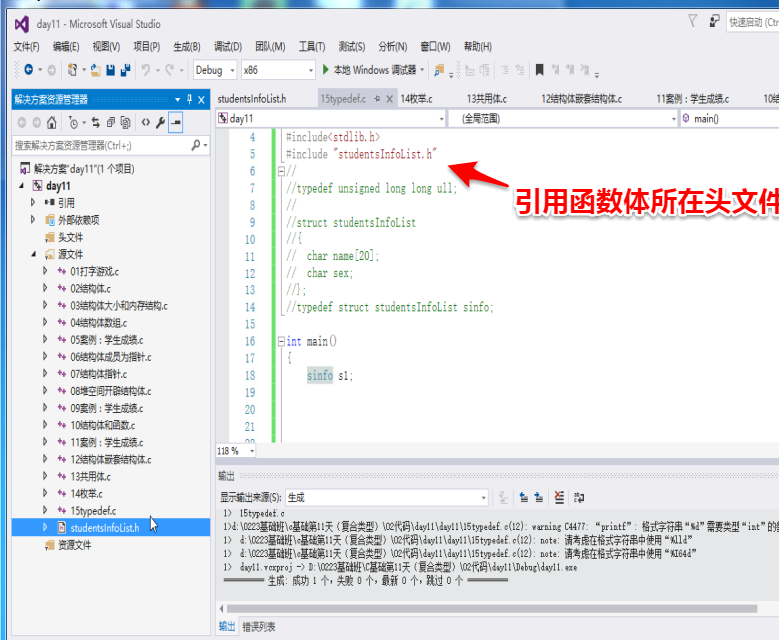 day11 - Microsoft Visual Studio
快速启动 (Ctr
文件(F) 编辑(E) 视图(V) 项目(P) 生成(B) 调试(D) 团队(M) 工具(T) 测试(S) 分析(N) 窗口(W) 帮助(H)
Debug x86 本地 Windows 调试器
解决方案资源管理器
studentsInfoList.h 15typedef.c 14枚举.c 13共用体.c 12结构体嵌套结构体.c 11案例：学生成绩.c 10结
day11 (全局范围) main()
搜索解决方案资源管理器(Ctrl+;)
解决方案"day11"(1 个项目)
day11
引用
外部依赖项
头文件
源文件
01打字游戏.c
02结构体.c
03结构体大小和内存结构.c
04结构体数组.c
05案例：学生成绩.c
06结构体成员为指针.c
07结构体指针.c
08堆空间开辟结构体.c
09案例：学生成绩.c
10结构体和函数.c
11案例：学生成绩.c
12结构体嵌套结构体.c
13共用体.c
14枚举.c
15typedef.c
studentsInfoList.h
资源文件
4 #include<stdlib.h>
5 #include "studentsInfoList.h"
6 //
7 //typedef unsigned long long ull;
8 //
9 //struct studentsInfoList
10 //{
11 // char name[20];
12 // char sex;
13 //};
14 //typedef struct studentsInfoList sinfo;
15
16 int main()
17 {
18 sinfo s1;
19
20
21
22
引用函数体所在头文件
118 %
输出
显示输出来源(S): 生成
1> 15typedef.c
1>d:\0223基础班\c基础第11天（复合类型）\02代码\day11\day11\15typedef.c(12): warning C4477: “printf”: 格式字符串“%d”需要类型“int”的
1> d:\0223基础班\c基础第11天（复合类型）\02代码\day11\day11\15typedef.c(12): note: 请考虑在格式字符串中使用“%lld”
1> d:\0223基础班\c基础第11天（复合类型）\02代码\day11\day11\15typedef.c(12): note: 请考虑在格式字符串中使用“%I64d”
1> day11.vcxproj -> D:\0223基础班\C基础第11天（复合类型）\02代码\day11\Debug\day11.exe
========== 生成: 成功 1 个，失败 0 个，最新 0 个，跳过 0 个 ==========
输出 错误列表